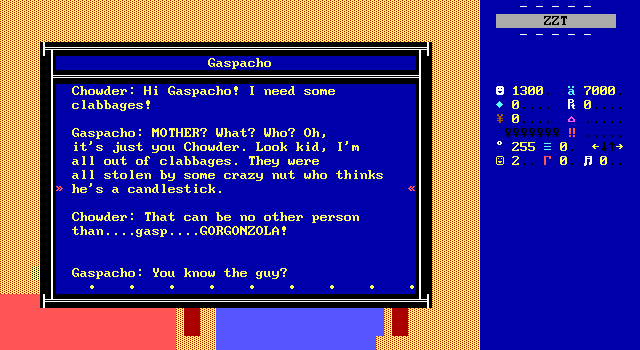 ZZT
Gaspacho
Chowder: Hi Gaspacho! I need some
clabbages!
Gaspacho: MOTHER? What? Who? Oh,
it's just you Chowder. Look kid, I'm
all out of clabbages. They were
all stolen by some crazy nut who thinks
he's a candlestick.
Chowder: That can be no other person
than....gasp....GORGONZOLA!
Gaspacho: You know the guy?
1300 ä 7000
0 R 0
¥ 0
‼
255 0
2 0 0